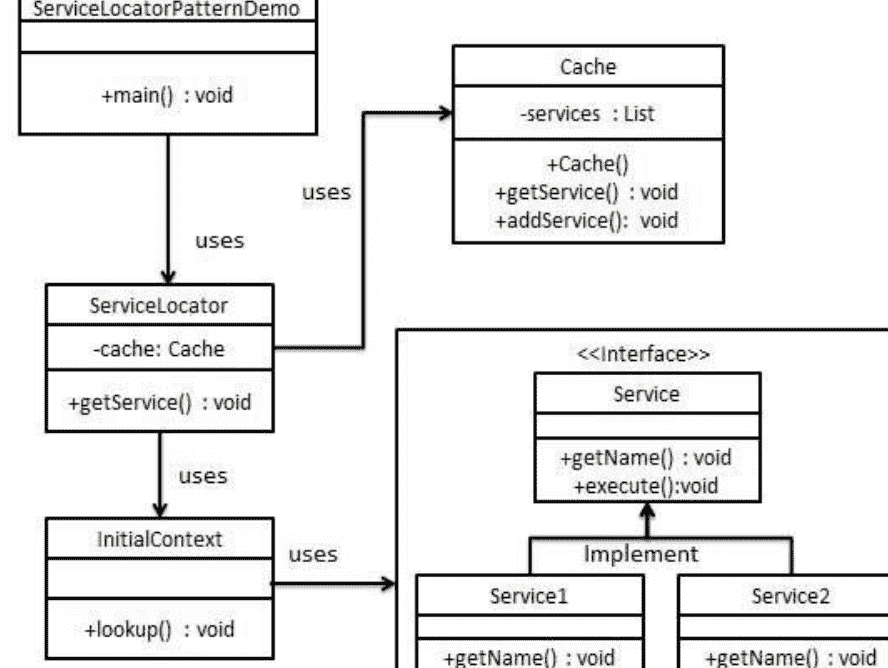 ServiceLocatorPatternDemo
+main() : void
uses
ServiceLocator
-cache: Cache
+getService() : void
uses
InitialContext
+lookup() : void
uses
Cache
-services : List
+Cache()
+getService() : void
+addService(): void
uses
<<Interface>>
Service
+getName() : void
+execute():void
Implement
Service1
+getName() : void
Service2
+getName() : void